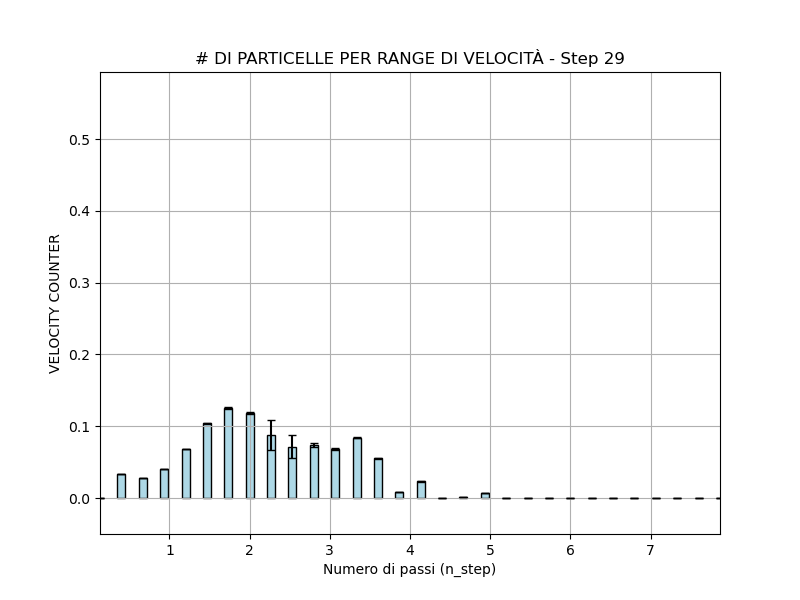 # DI PARTICELLE PER RANGE DI VELOCITÀ - Step 29
VELOCITY COUNTER
0.5
0.4
0.3
0.2
0.1
0.0
1 2 3 4 5 6 7
Numero di passi (n_step)